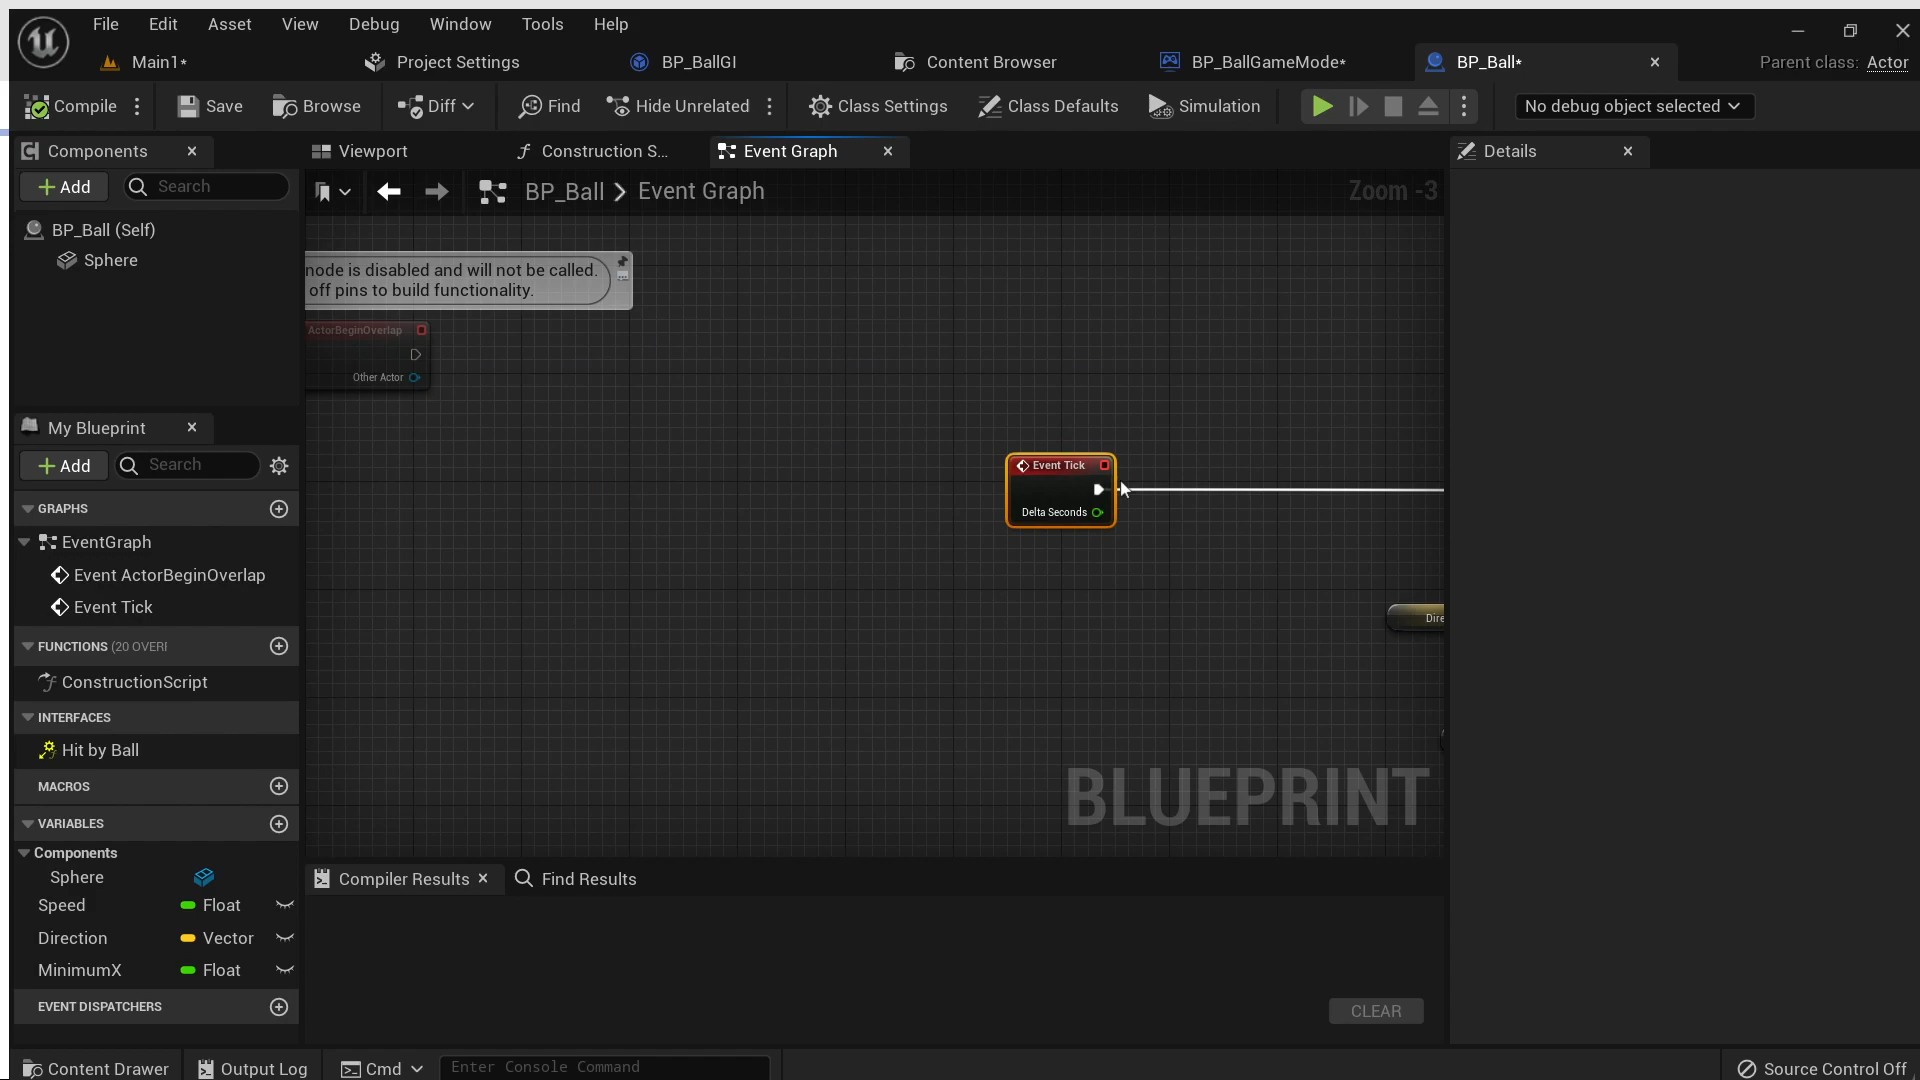 File Edit Asset View Debug Window Tools Help
Main1* Project Settings BP_BallGI Content Browser BP_BallGameMode* BP_Ball* Parent class: Actor
Compile Save Browse Diff Find Hide Unrelated Class Settings Class Defaults Simulation No debug object selected
Components Viewport Construction S... Event Graph Details
Add Search
BP_Ball > Event Graph Zoom -3
BP_Ball (Self)
Sphere
node is disabled and will not be called.
off pins to build functionality.
ActorBeginOverlap
Other Actor
My Blueprint
Add Search
Event Tick
Delta Seconds
GRAPHS
EventGraph
Event ActorBeginOverlap
Event Tick
Dire
FUNCTIONS (20 OVERI
ConstructionScript
INTERFACES
Hit by Ball
MACROS
VARIABLES
BLUEPRINT
Components
Sphere
Speed Float
Direction Vector
MinimumX Float
EVENT DISPATCHERS
Compiler Results Find Results
CLEAR
Content Drawer Output Log Cmd Enter Console Command Source Control Off